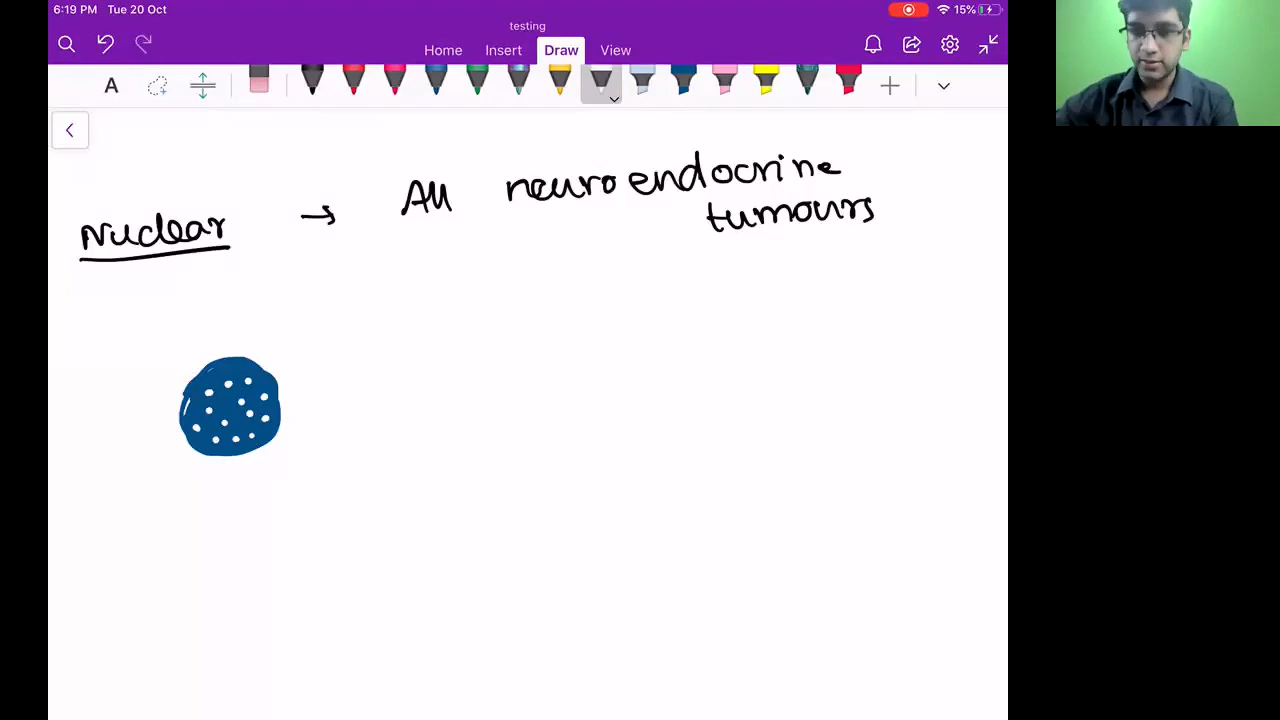 6:19 PM Tue 20 Oct
15%
testing
Home Insert Draw View
A
All neuroendocrine
Nuclear → tumours